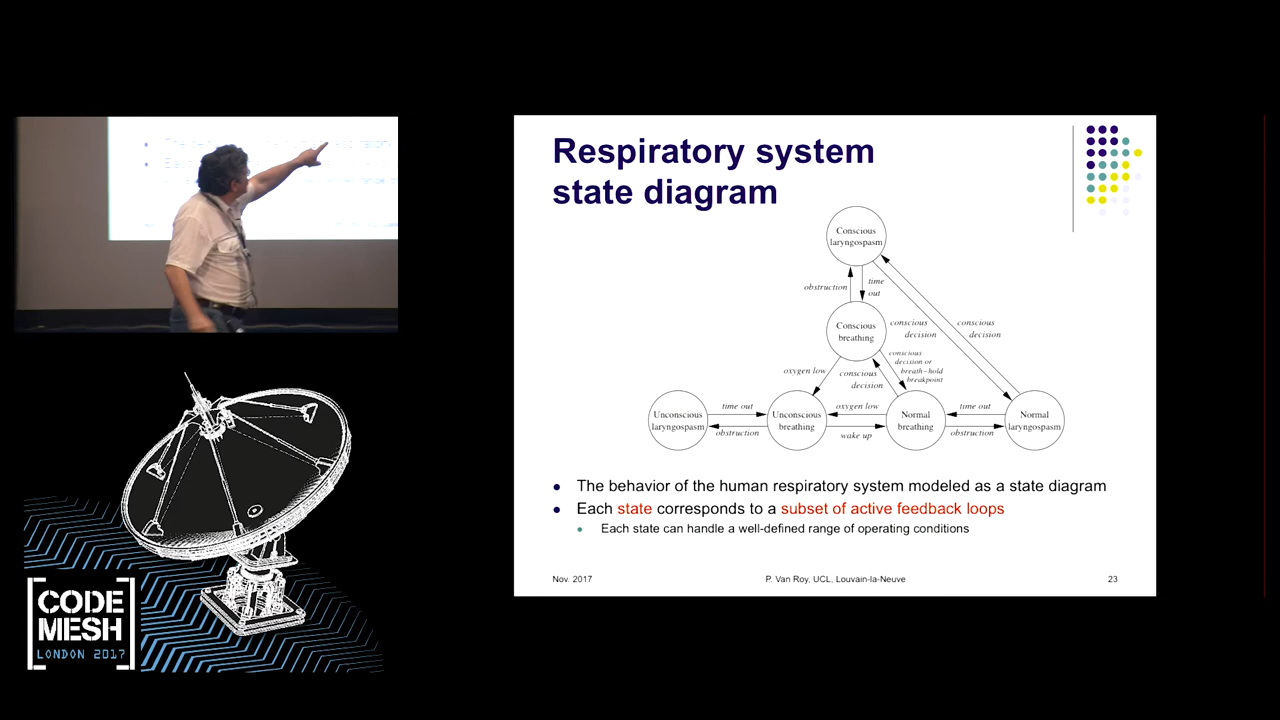 Respiratory system
state diagram
Conscious
laryngospasm
obstruction
time
out
Conscious
breathing
conscious
decision
conscious
decision
oxygen low
conscious
decision
conscious
decision or
breath-hold
breakpoint
Unconscious
laryngospasm
time out
obstruction
Unconscious
breathing
oxygen low
wake up
Normal
breathing
time out
obstruction
Normal
laryngospasm
The behavior of the human respiratory system modeled as a state diagram
Each state corresponds to a subset of active feedback loops
Each state can handle a well-defined range of operating conditions
Nov. 2017
P. Van Roy, UCL, Louvain-la-Neuve
23
CODE
MESH
LONDON 2017